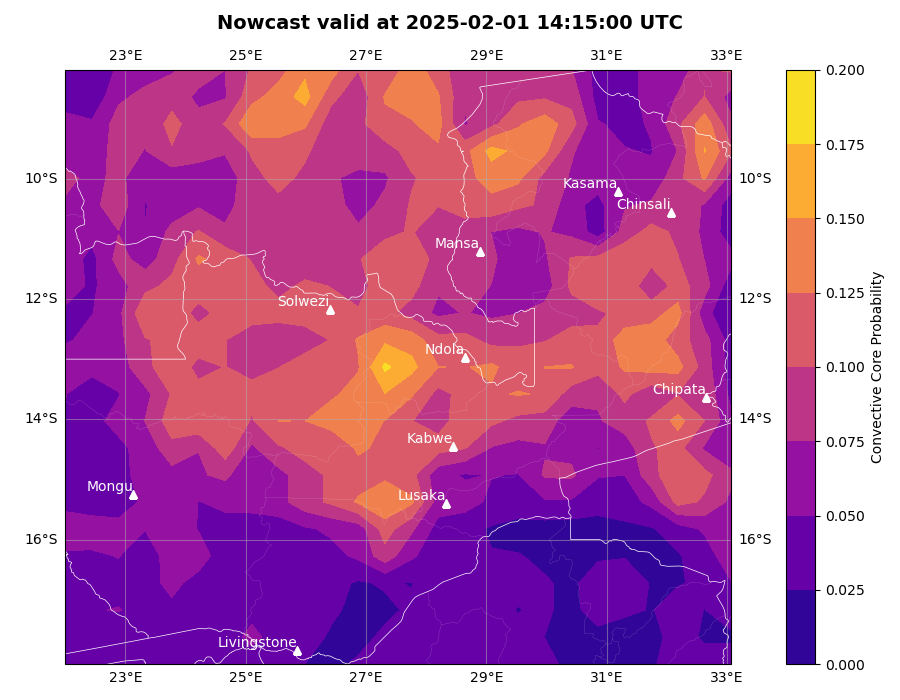 Nowcast valid at 2025-02-01 14:15:00 UTC
23°E 25°E 27°E 29°E 31°E 33°E
0.200
0.175
10°S Kasama 10°S
Chinsali
0.150
Mansa
12°S 12°S
Solwezi
0.125
Ndola
0.100
Chipata
14°S 14°S
Kabwe
0.075
Mongu
Lusaka
0.050
16°S 16°S
0.025
Livingstone
0.000
23°E 25°E 27°E 29°E 31°E 33°E
Convective Core Probability